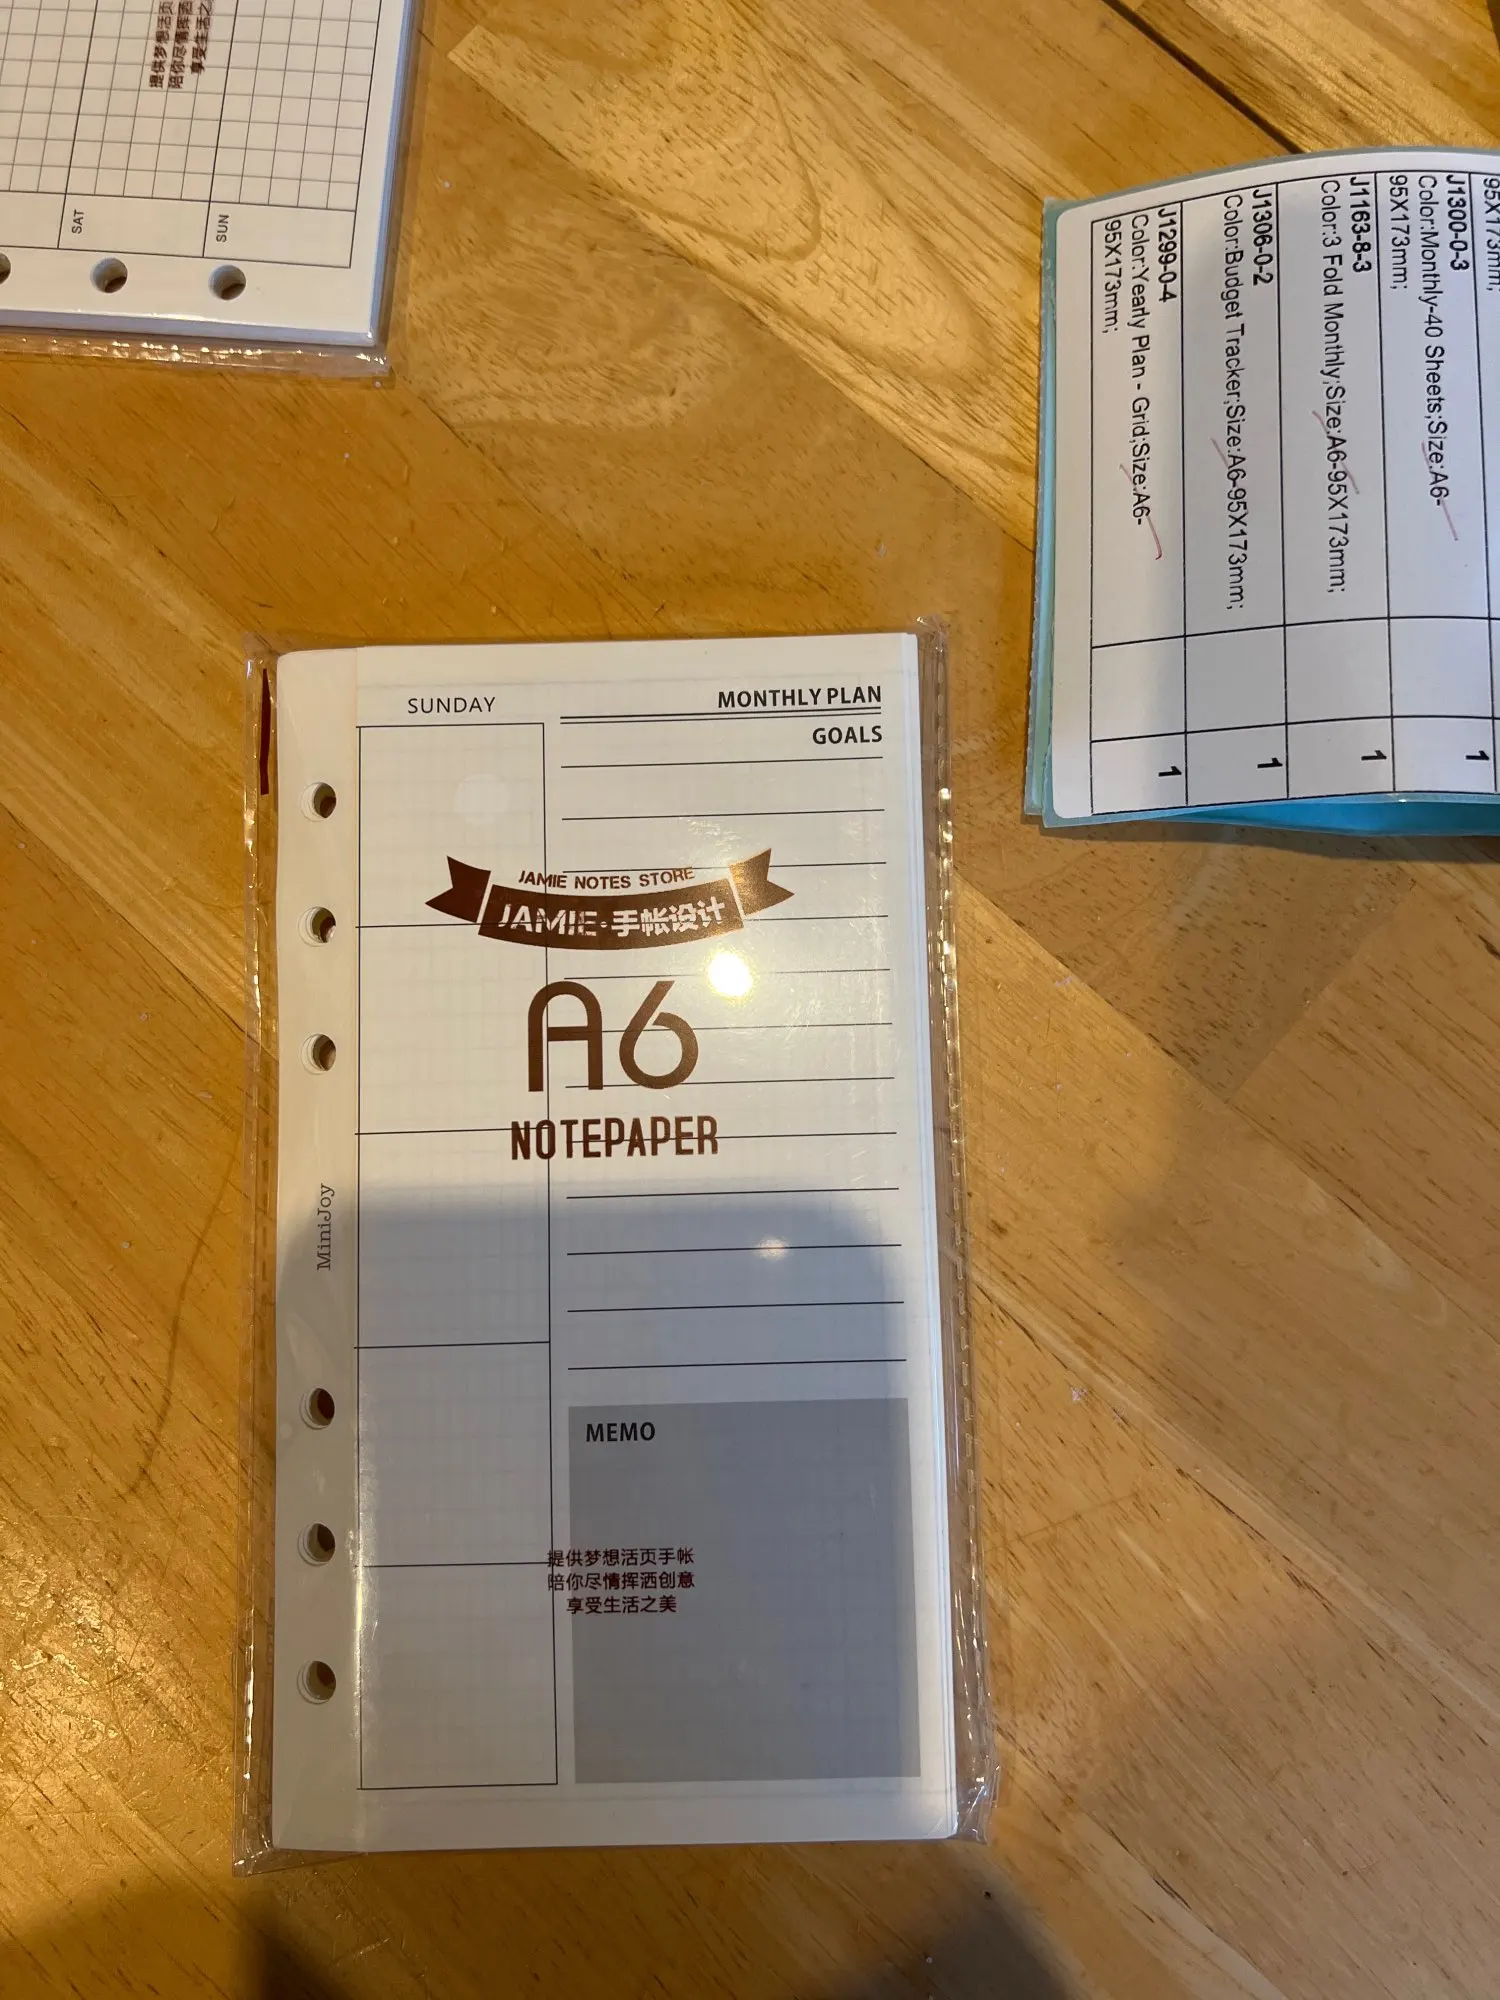 提供梦想活页
陪你尽情挥洒
享受生活之
SAT
SUN
95X173mm;
J1300-0-3
Color:Monthly-40 Sheets;Size:A6-
95X173mm;
J1163-8-3
Color:3 Fold Monthly;Size:A6-95X173mm;
1
J1306-0-2
Color:Budget Tracker;Size:A6-95X173mm;
1
J1299-0-4
Color:Yearly Plan - Grid;Size:A6-
95X173mm;
1
1
SUNDAY
MONTHLY PLAN
GOALS
JAMIE NOTES STORE
JAMIE·手帐设计
A6
NOTEPAPER
MiniJoy
MEMO
提供梦想活页手帐
陪你尽情挥洒创意
享受生活之美